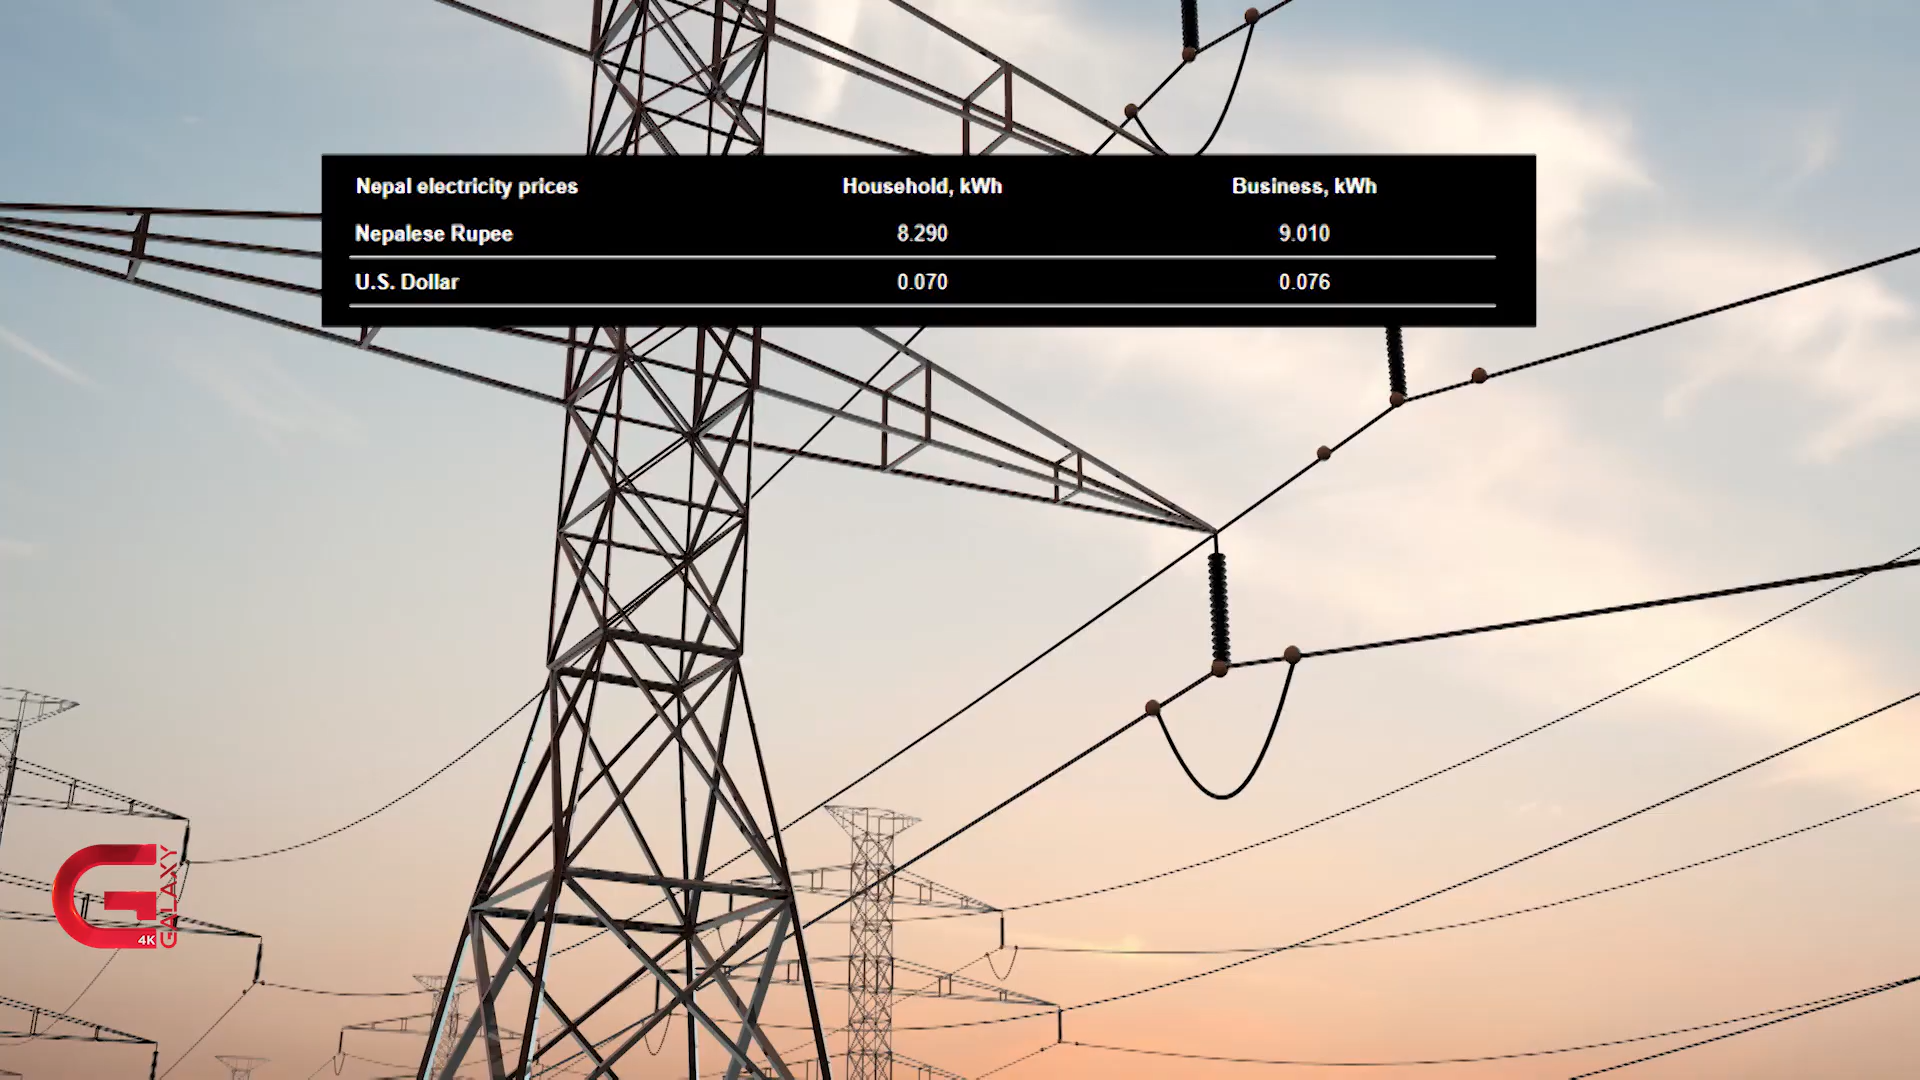 Nepal electricity prices Household, kWh Business, kWh
Nepalese Rupee 8.290 9.010
U.S. Dollar 0.070 0.076
G
4K
GALAXY